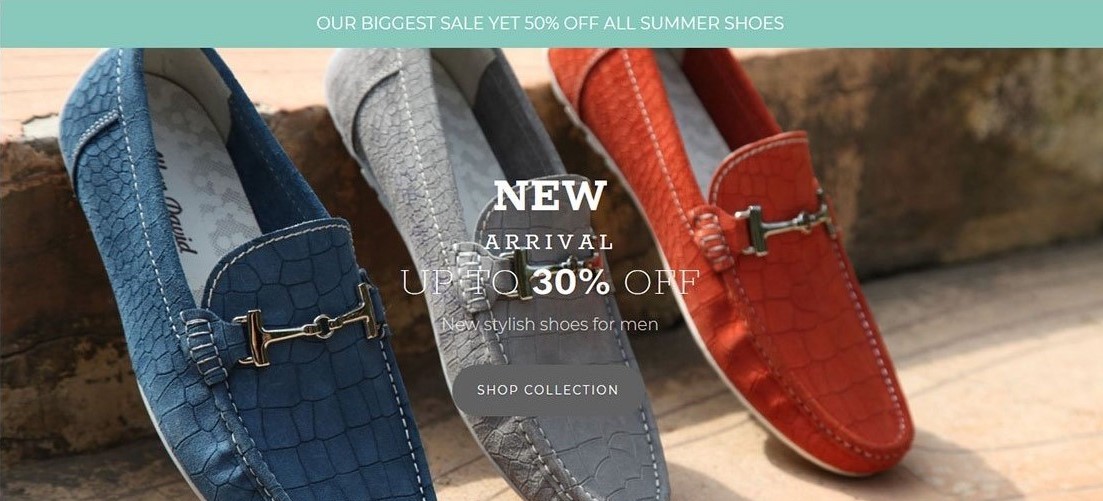 OUR BIGGEST SALE YET 50% OFF ALL SUMMER SHOES
NEW
ARRIVAL
UP TO 30% OFF
New stylish shoes for men
SHOP COLLECTION
David